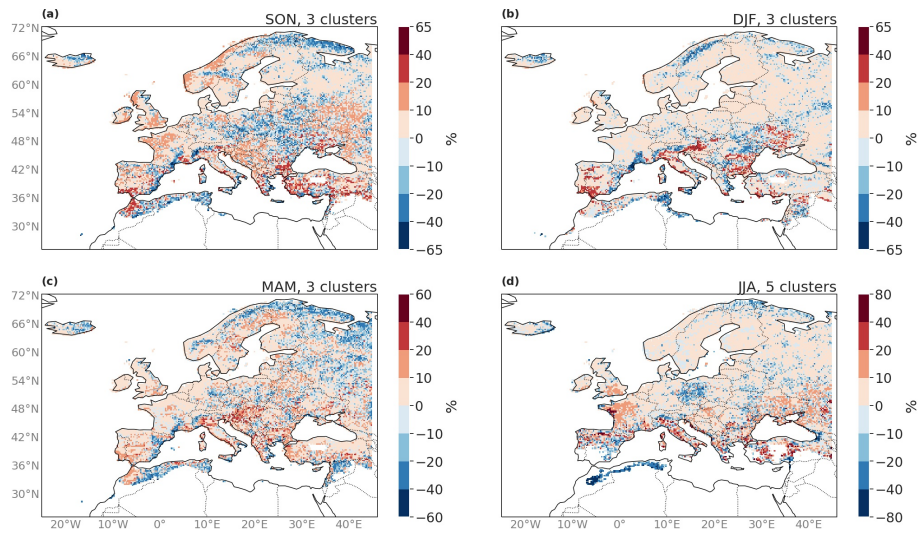 (a) SON, 3 clusters
72°N
66°N
60°N
54°N
48°N
42°N
36°N
30°N
65
40
20
10
0
−10
−20
−40
−65
%
(b) DJF, 3 clusters
65
40
20
10
0
−10
−20
−40
−65
%
(c) MAM, 3 clusters
72°N
66°N
60°N
54°N
48°N
42°N
36°N
30°N
20°W 10°W 0° 10°E 20°E 30°E 40°E
60
40
20
10
0
−10
−20
−40
−60
%
(d) JJA, 5 clusters
20°W 10°W 0° 10°E 20°E 30°E 40°E
80
40
20
10
0
−10
−20
−40
−80
%